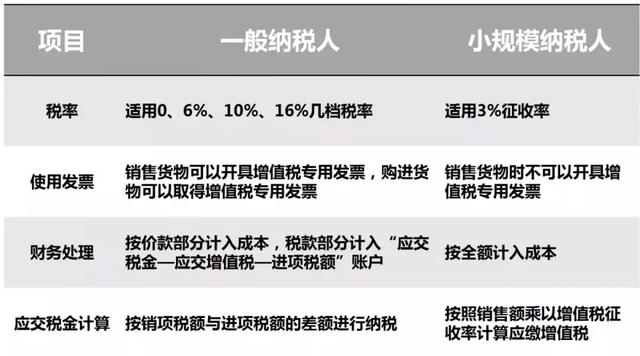 项目 一般纳税人 小规模纳税人
税率 适用0、6%、10%、16%几档税率 适用3%征收率
使用发票 销售货物可以开具增值税专用发票，购进货
物可以取得增值税专用发票 销售货物时不可以开具增
值税专用发票
财务处理 按价款部分计入成本，税款部分计入“应交
税金—应交增值税—进项税额”账户 按全额计入成本
应交税金计算 按销项税额与进项税额的差额进行纳税 按照销售额乘以增值税征
收率计算应缴增值税